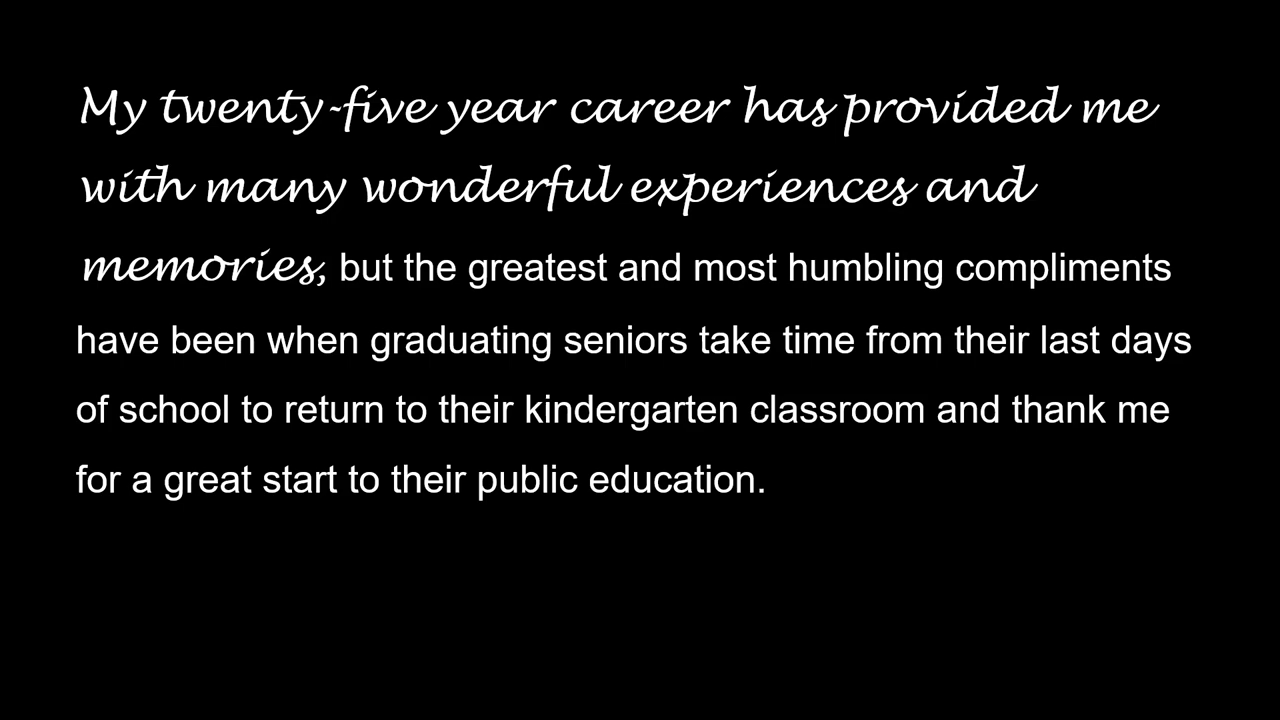 My twenty-five year career has provided me
with many wonderful experiences and
memories, but the greatest and most humbling compliments
have been when graduating seniors take time from their last days
of school to return to their kindergarten classroom and thank me
for a great start to their public education.